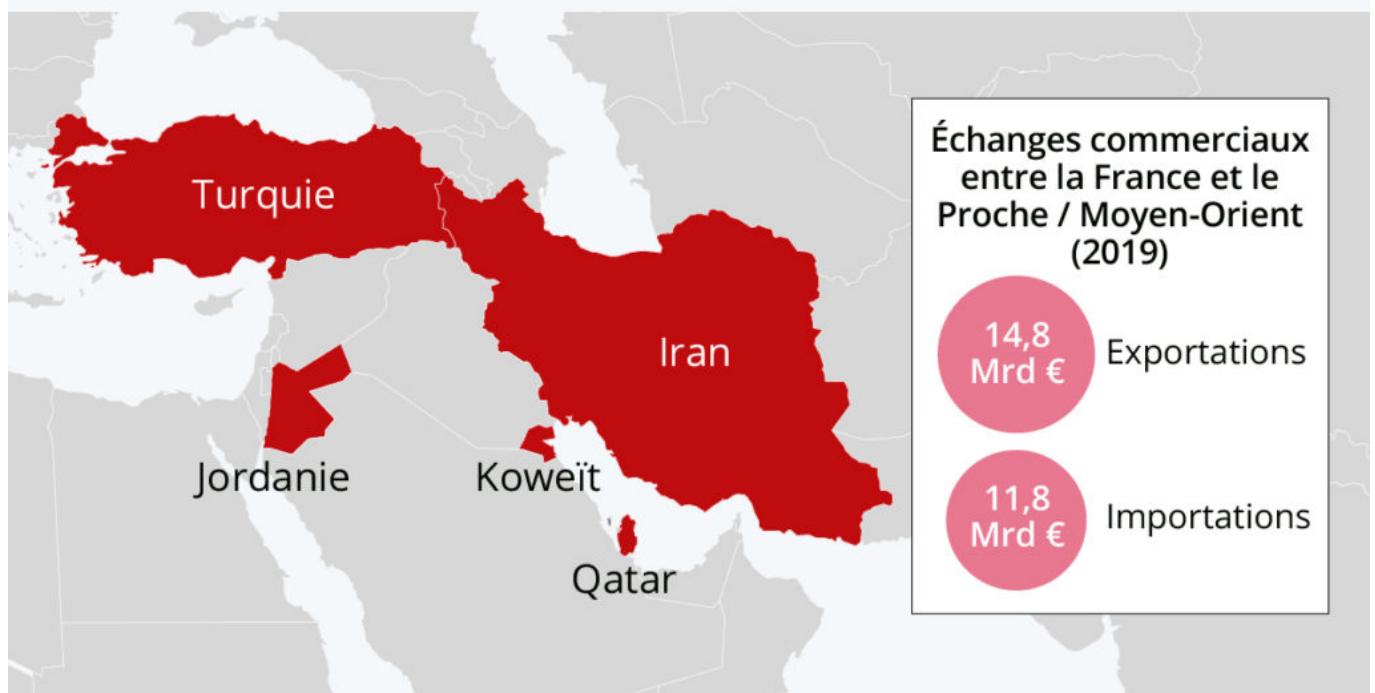 Turquie
Iran
Jordanie
Koweït
Qatar
Échanges commerciaux
entre la France et le
Proche / Moyen-Orient
(2019)
14,8
Mrd €
Exportations
11,8
Mrd €
Importations